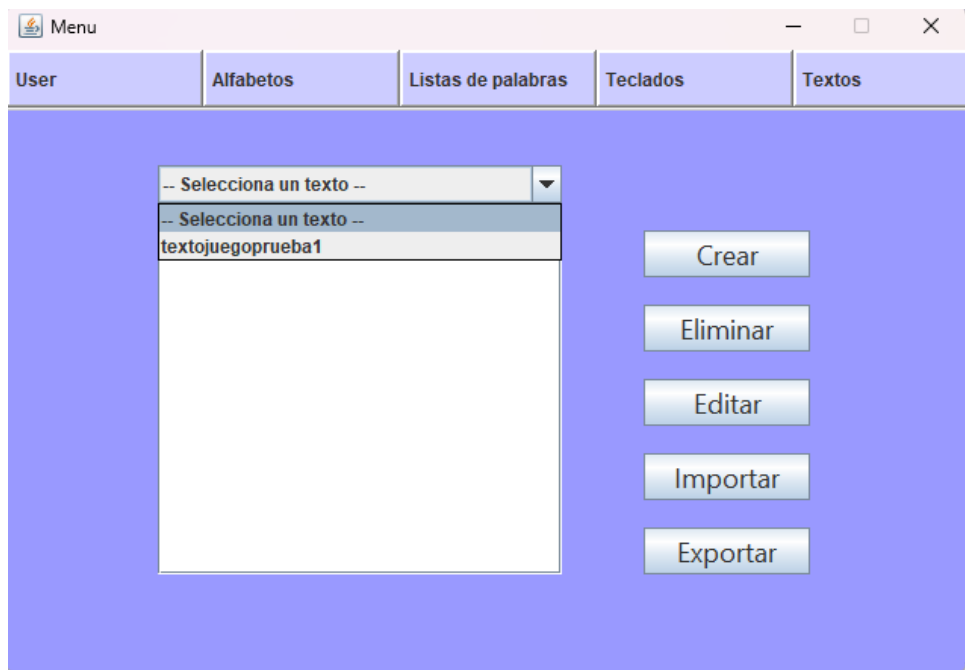 Menu
User Alfabetos Listas de palabras Teclados Textos
-- Selecciona un texto --
-- Selecciona un texto --
textojuegoprueba1
Crear
Eliminar
Editar
Importar
Exportar